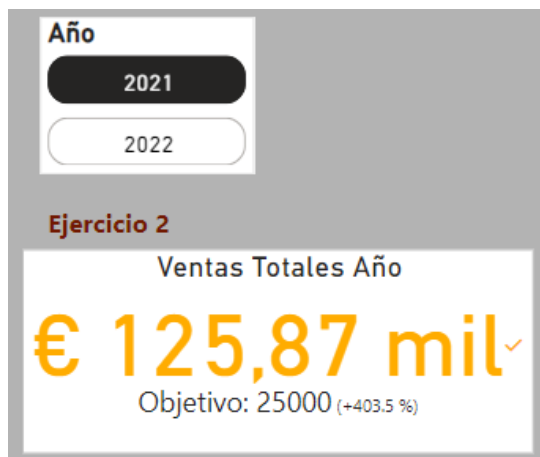 Año
2021
2022
Ejercicio 2
Ventas Totales Año
€ 125,87 mil
Objetivo: 25000 (+403.5 %)